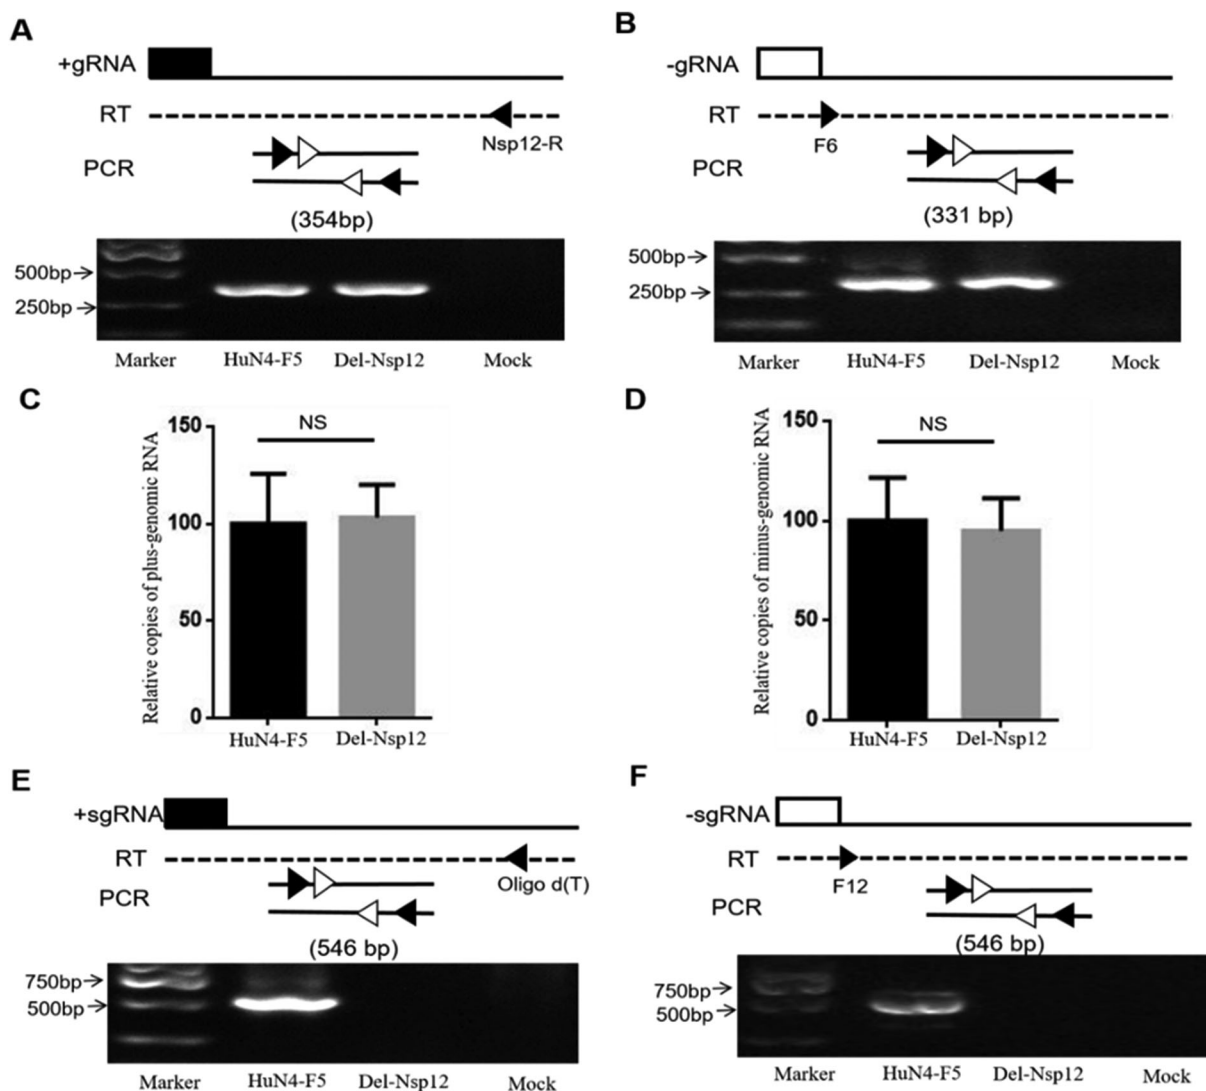 A
+gRNA
RT
Nsp12-R
PCR
(354bp)
500bp
250bp
Marker HuN4-F5 Del-Nsp12 Mock
B
-gRNA
RT
F6
PCR
(331 bp)
500bp
250bp
Marker HuN4-F5 Del-Nsp12 Mock
C
Relative copies of plus-genomic RNA
150
100
50
0
NS
HuN4-F5 Del-Nsp12
D
Relative copies of minus-genomic RNA
150
100
50
0
NS
HuN4-F5 Del-Nsp12
E
+sgRNA
RT
Oligo d(T)
PCR
(546 bp)
750bp
500bp
Marker HuN4-F5 Del-Nsp12 Mock
F
-sgRNA
RT
F12
PCR
(546 bp)
750bp
500bp
Marker HuN4-F5 Del-Nsp12 Mock